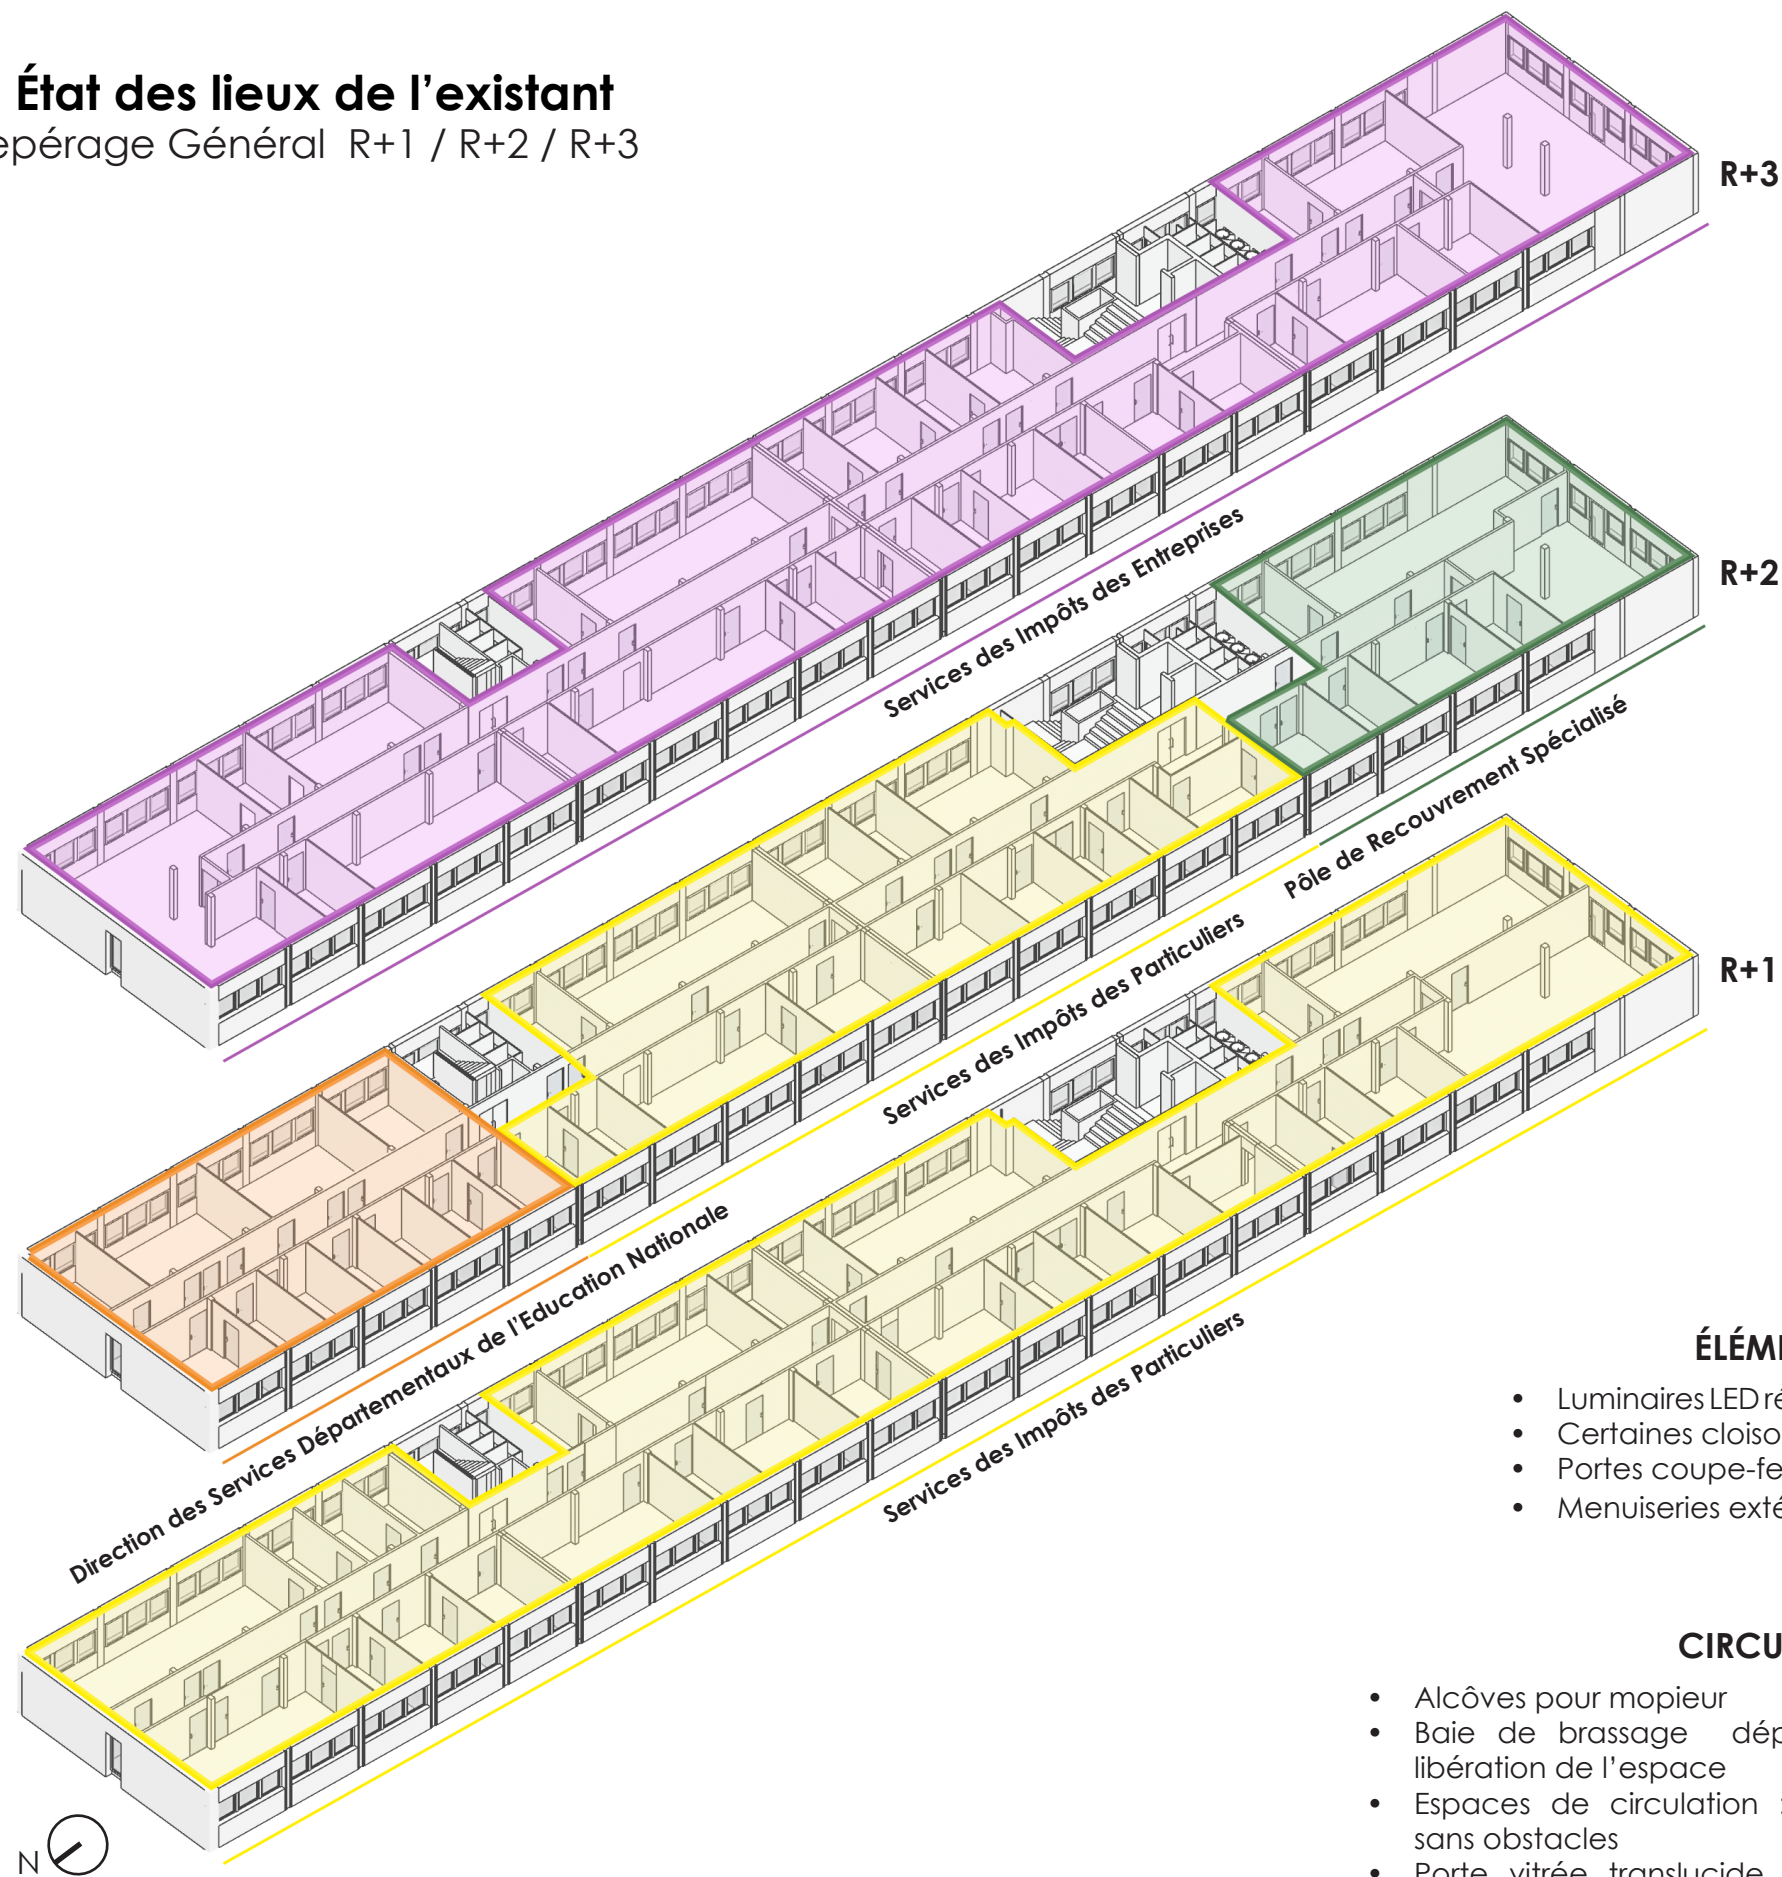 État des lieux de l'existant
epérage Général R+1 / R+2 / R+3
R+3
Services des Impôts des Entreprises
R+2
Pôle de Recouvrement Spécialisé
Services des Impôts des Particuliers
Direction des Services Départementaux de l'Education Nationale
R+1
Services des Impôts des Particuliers
ÉLÉM
• Luminaires LED ré
• Certaines cloiso
• Portes coupe-fe
• Menuiseries exté
CIRCU
• Alcôves pour mopieur
• Baie de brassage dép
libération de l'espace
• Espaces de circulation :
sans obstacles
• Porte vitrée translucide
N